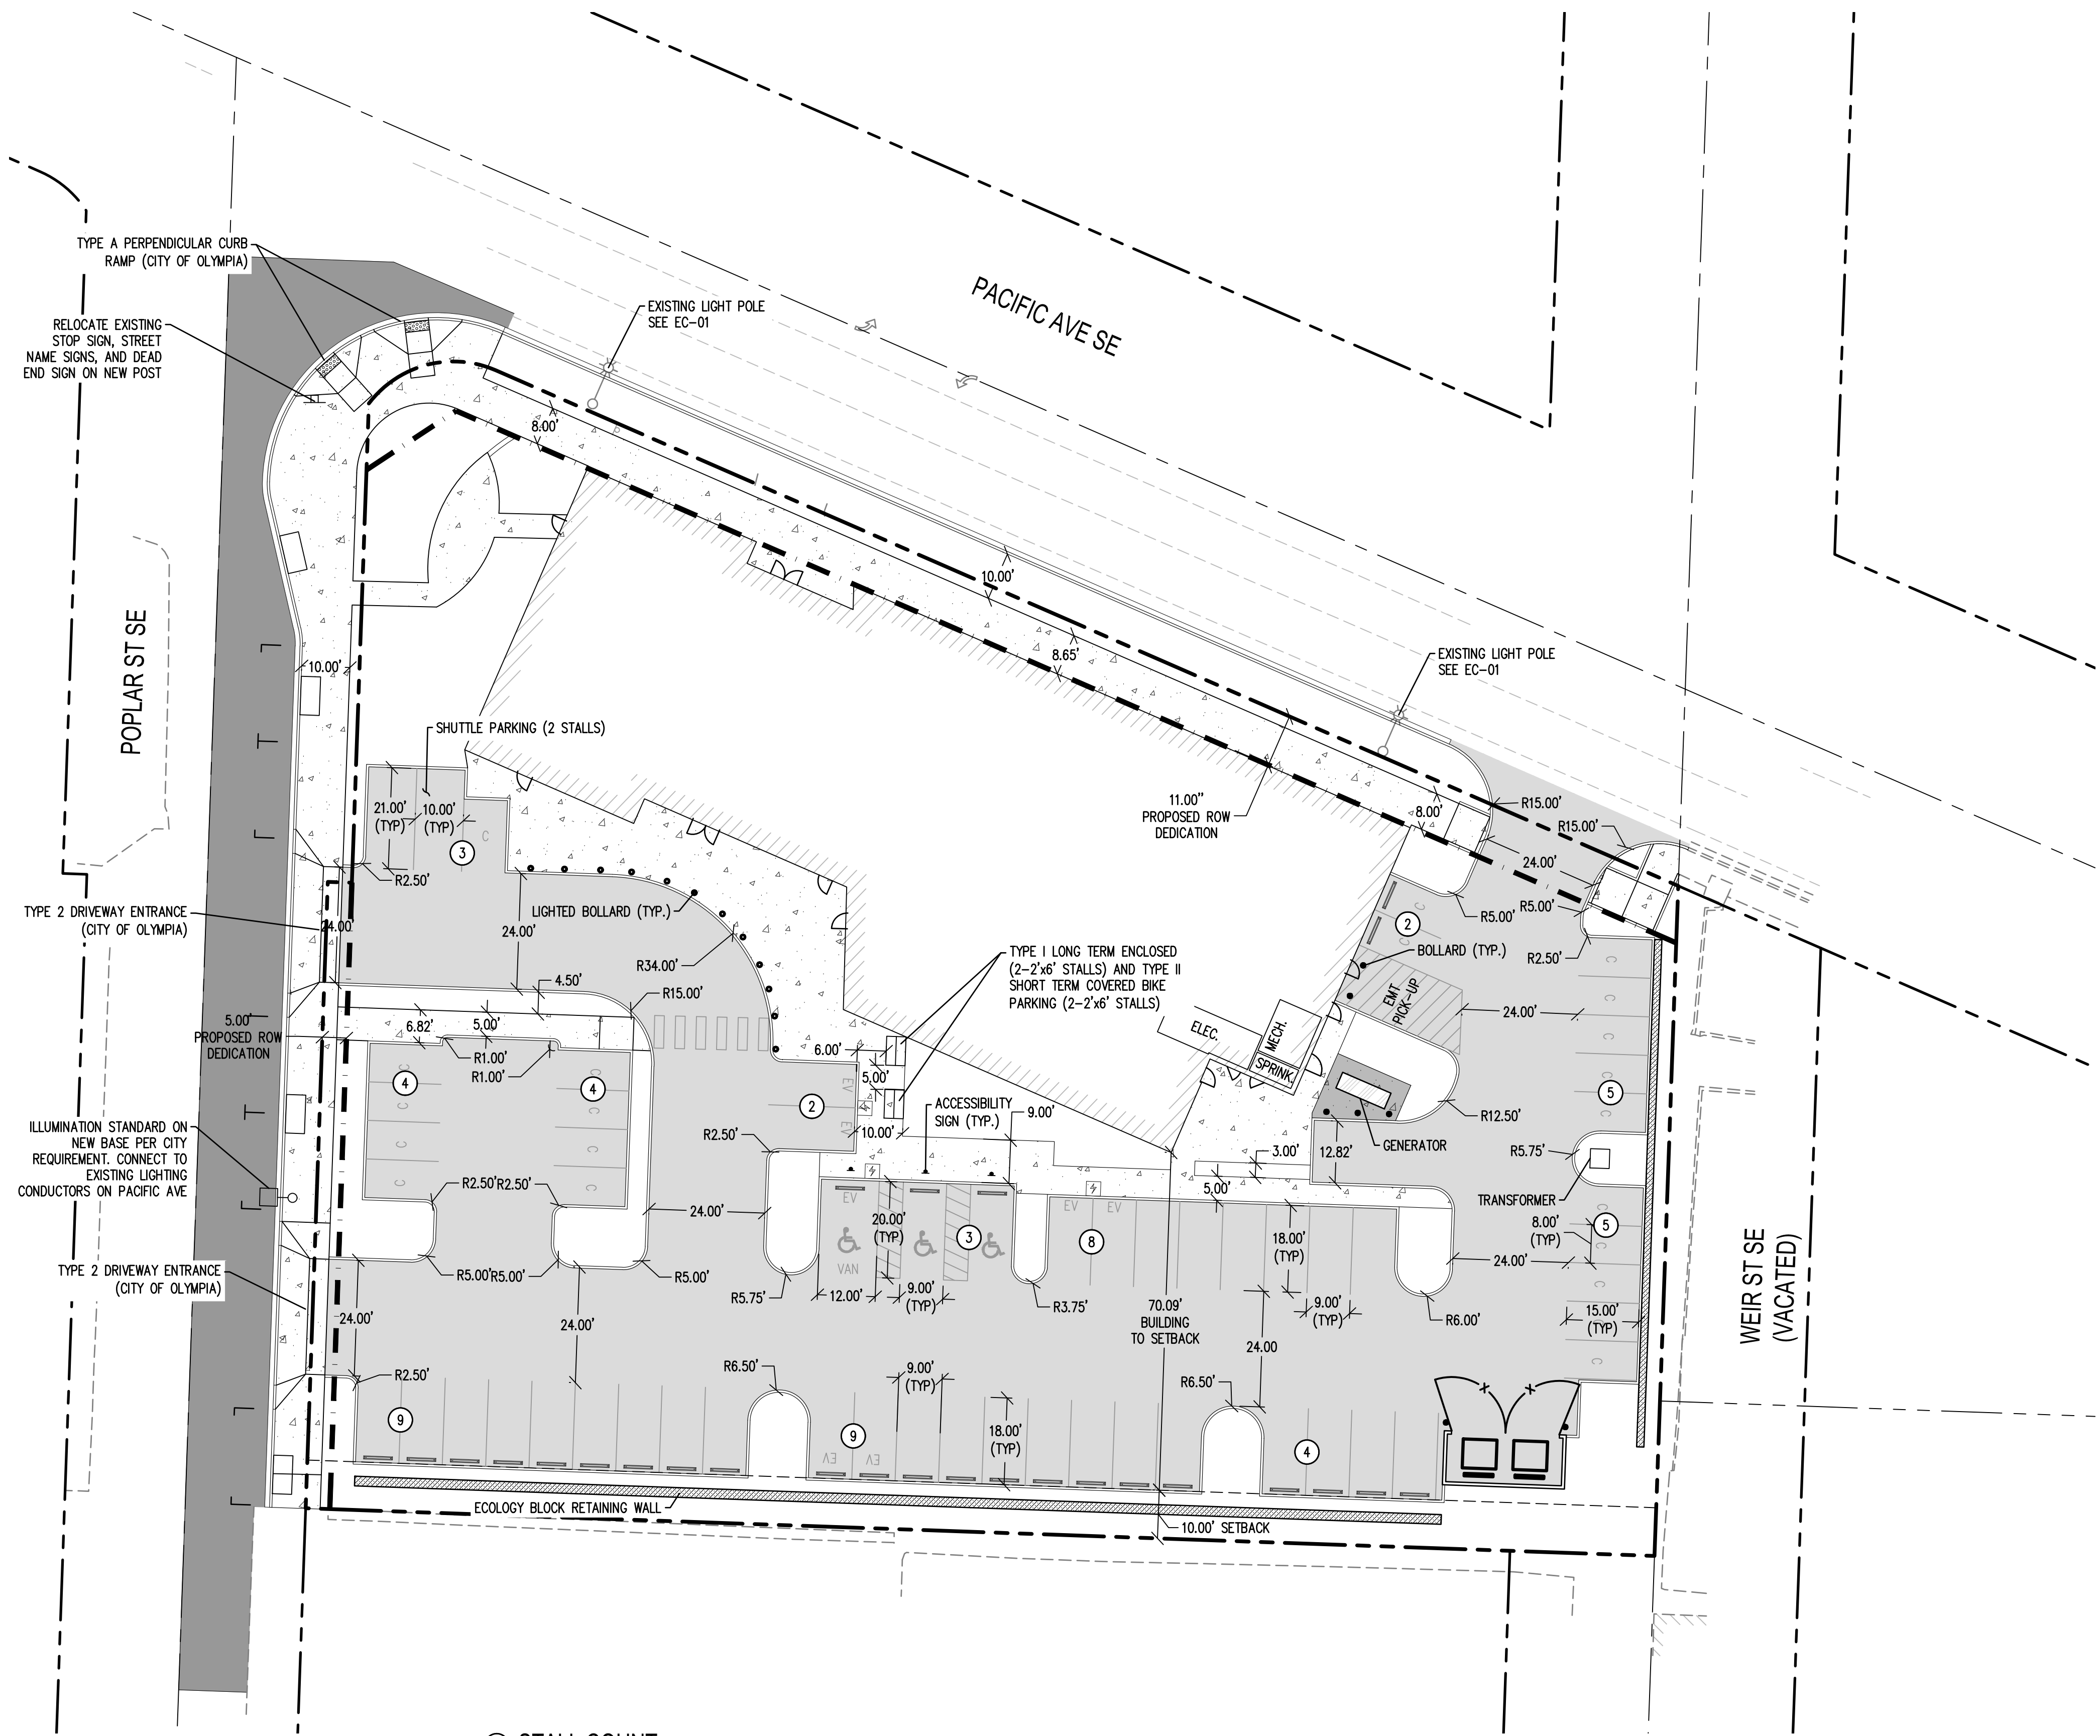 PACIFIC AVE SE
TYPE A PERPENDICULAR CURB
RAMP (CITY OF OLYMPIA)
RELOCATE EXISTING
STOP SIGN, STREET
NAME SIGNS, AND DEAD
END SIGN ON NEW POST
EXISTING LIGHT POLE
SEE EC-01
8.00'
10.00'
8.65'
POPLAR ST SE
10.00'
EXISTING LIGHT POLE
SEE EC-01
SHUTTLE PARKING (2 STALLS)
21.00'
(TYP)
10.00'
(TYP)
3
C
R2.50'
11.00"
PROPOSED ROW
DEDICATION
8.00'
R15.00'
R15.00'
24.00'
R5.00'
R5.00'
R2.50'
TYPE 2 DRIVEWAY ENTRANCE
(CITY OF OLYMPIA)
24.00'
LIGHTED BOLLARD (TYP.)
24.00'
R34.00'
4.50'
R15.00'
TYPE I LONG TERM ENCLOSED
(2-2'x6' STALLS) AND TYPE II
SHORT TERM COVERED BIKE
PARKING (2-2'x6' STALLS)
2
C
C
BOLLARD (TYP.)
EMT
PICK-UP
24.00'
C
C
C
C
C
5
5.00'
PROPOSED ROW
DEDICATION
6.82'
5.00'
R1.00'
R1.00'
4
C
C
C
C
4
C
C
C
C
6.00'
5.00'
EV
2
EV
10.00'
ELEC.
MECH.
SPRINK.
R12.50'
GENERATOR
12.82'
3.00'
5.00'
R5.75'
TRANSFORMER
ACCESSIBILITY
SIGN (TYP.)
9.00'
R2.50'
ILLUMINATION STANDARD ON
NEW BASE PER CITY
REQUIREMENT. CONNECT TO
EXISTING LIGHTING
CONDUCTORS ON PACIFIC AVE
R2.50'
R2.50'
24.00'
EV
VAN
20.00'
(TYP)
3
EV
EV
8
18.00'
(TYP)
24.00'
8.00'
(TYP)
5
C
C
C
C
C
15.00'
(TYP)
WEIR ST SE
(VACATED)
TYPE 2 DRIVEWAY ENTRANCE
(CITY OF OLYMPIA)
R5.00'
R5.00'
R5.00'
R5.75'
12.00'
9.00'
(TYP)
R3.75'
70.09'
BUILDING
TO SETBACK
9.00'
(TYP)
R6.00'
24.00'
24.00'
24.00
R2.50'
R6.50'
9.00'
(TYP)
R6.50'
9
9
EV
EV
18.00'
(TYP)
4
ECOLOGY BLOCK RETAINING WALL
10.00' SETBACK
STALL COUNT